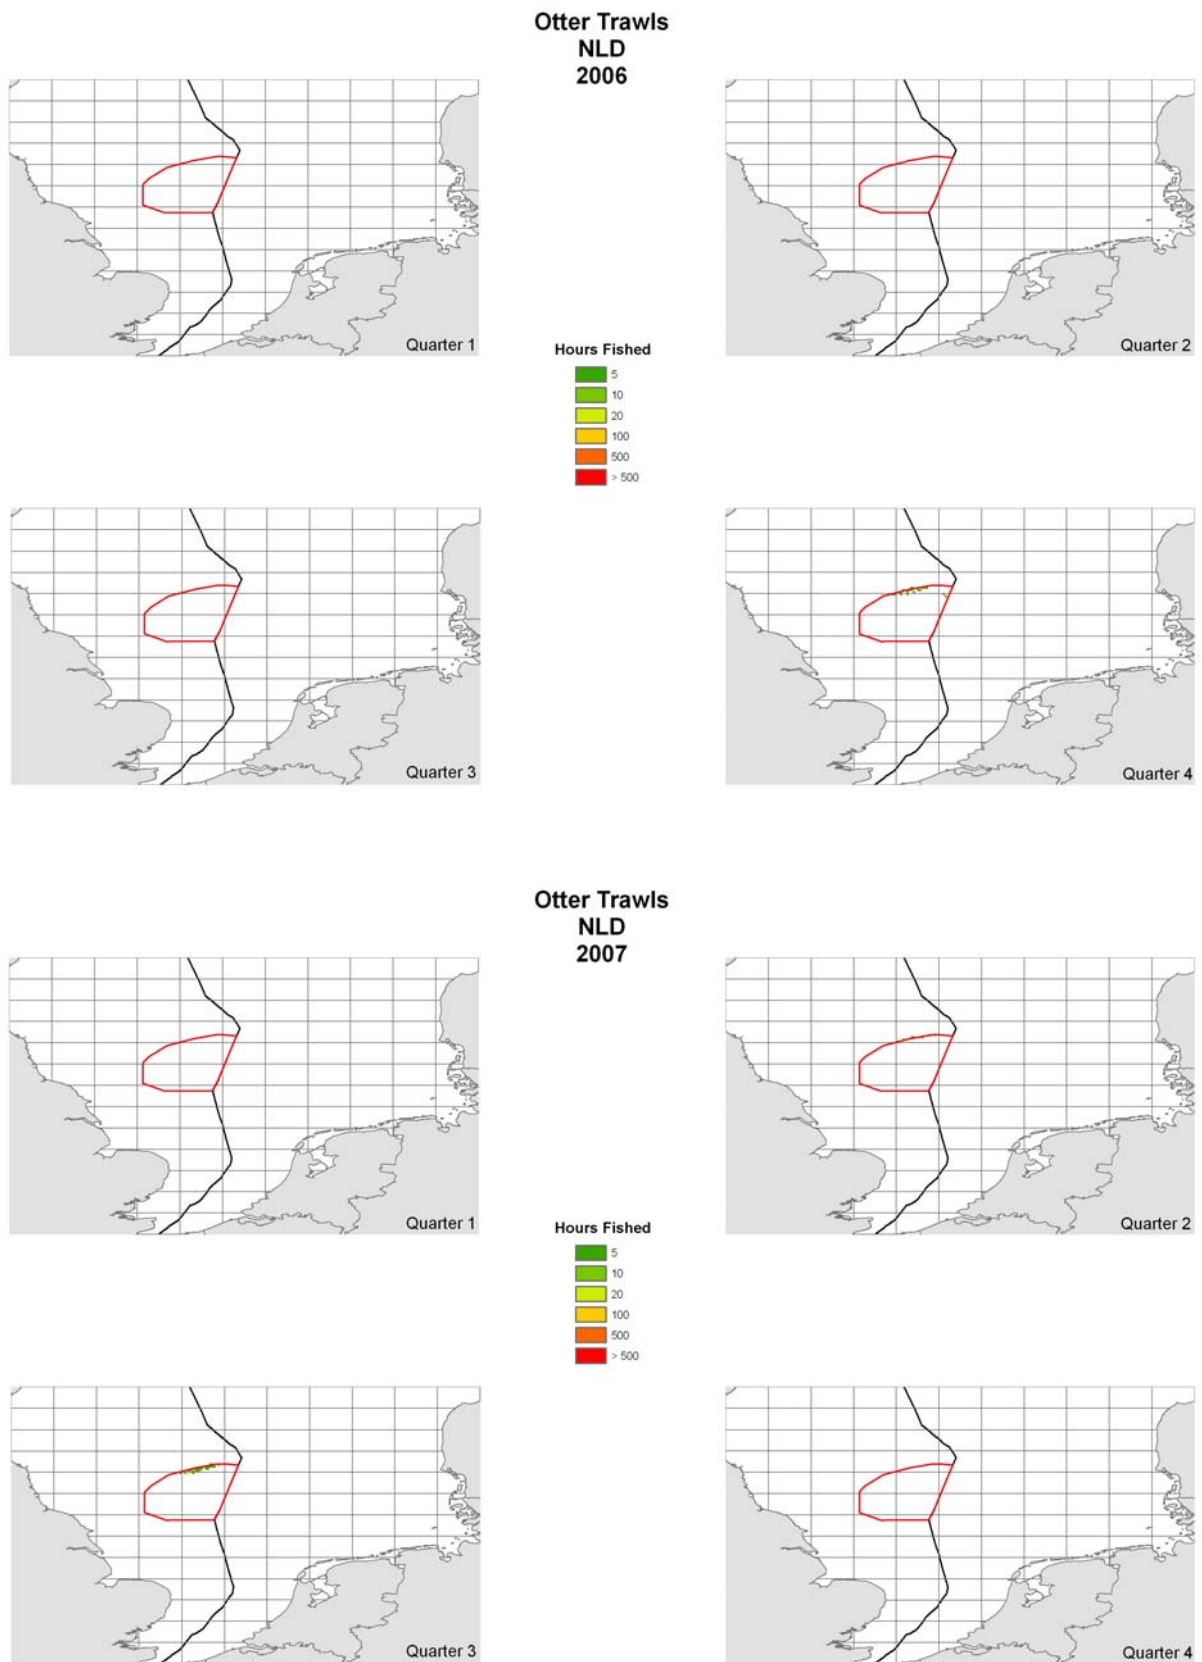 Otter Trawls
NLD
2006
Quarter 1
Quarter 2
Hours Fished
5
10
20
100
500
> 500
Quarter 3
Quarter 4
Otter Trawls
NLD
2007
Quarter 1
Quarter 2
Hours Fished
5
10
20
100
500
> 500
Quarter 3
Quarter 4